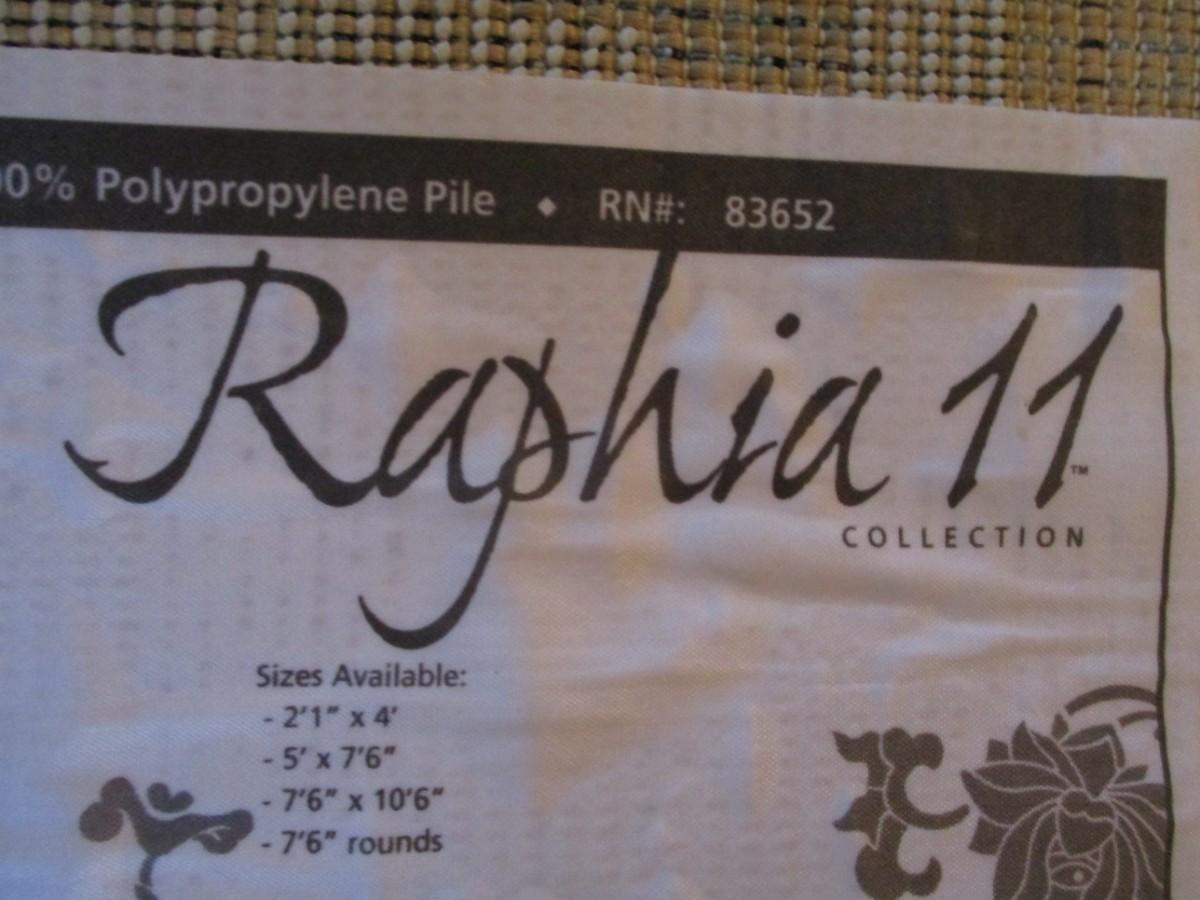 00% Polypropylene Pile ◆ RN#: 83652
Raphia 11™
COLLECTION
Sizes Available:
- 2'1" x 4'
- 5' x 7'6"
- 7'6" x 10'6"
- 7'6" rounds